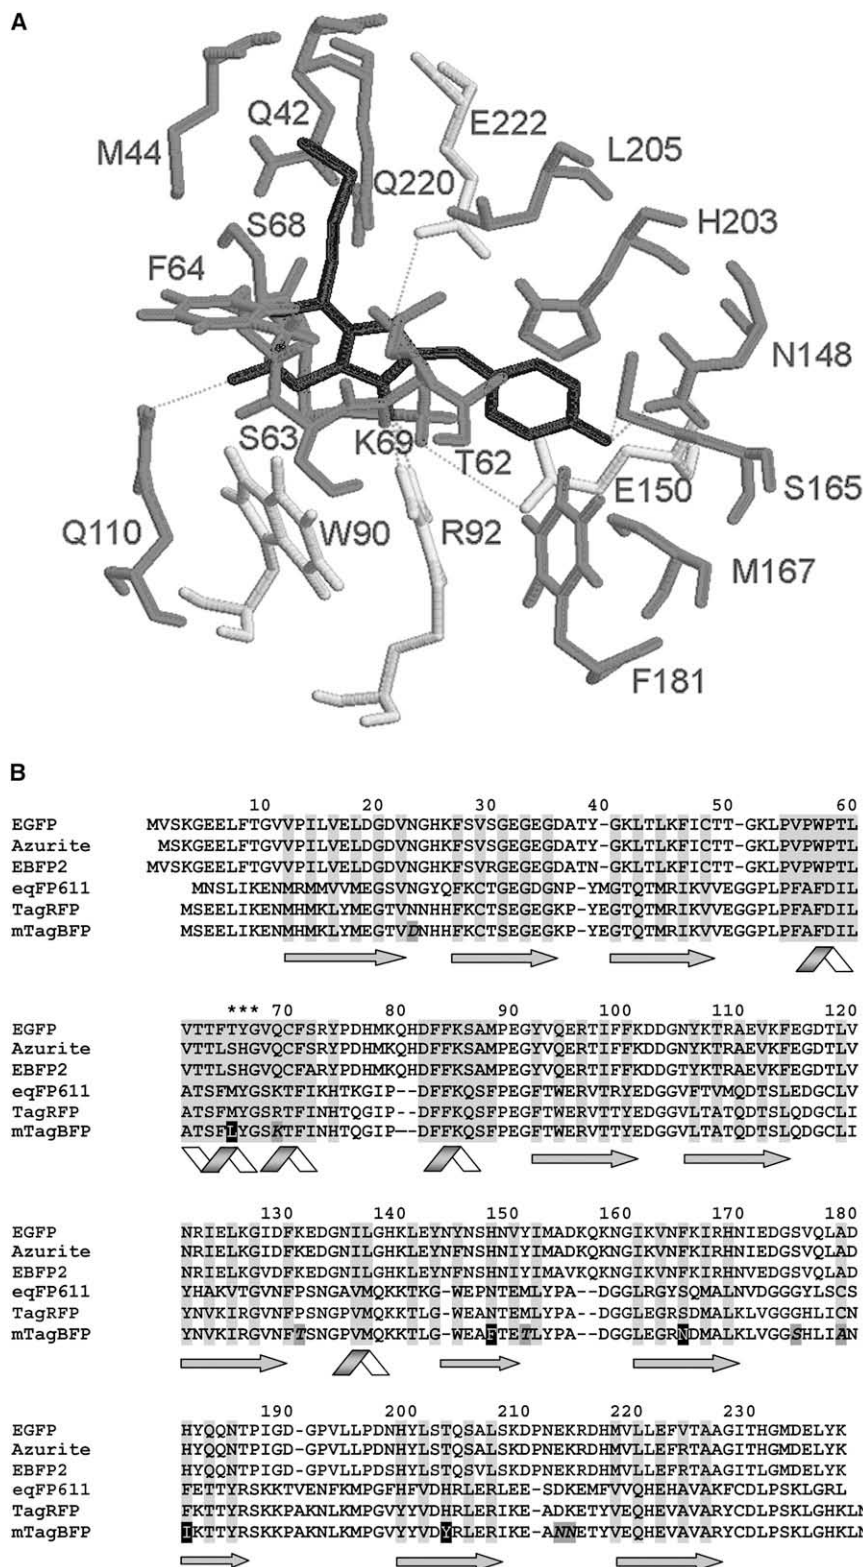 A
M44
Q42
E222
L205
Q220
S68
H203
F64
N148
S63
K69
T62
E150
S165
Q110
W90
R92
M167
F181
B
10 20 30 40 50 60
EGFP MVSKGEELFTGVVPILVELDGDVNGHKFSVSGEGEGDATY-GKLTLKFICTT-GKLPVPWPTL
Azurite MSKGEELFTGVVPILVELDGDVNGHKFSVSGEGEGDATY-GKLTLKFICTT-GKLPVPWPTL
EBFP2 MVSKGEELFTGVVPILVELDGDVNGHKFSVRGEGEGDATN-GKLTLKFICTT-GKLPVPWPTL
eqFP611 MNSLIKENMRMMVVMEGSVNGYQFKCTGEGDGNP-YMGTQTMRIKVVEGGPLPFAFDIL
TagRFP MSEELIKENMHMKLYMEGTVNNHHFKCTSEGEGKP-YEGTQTMRIKVVEGGPLPFAFDIL
mTagBFP MSEELIKENMHMKLYMEGTVDNHHFKCTSEGEGKP-YEGTQTMRIKVVEGGPLPFAFDIL
*** 70 80 90 100 110 120
EGFP VTTFTYGVQCFSRYPDHMKQHDFFKSAMPEGYVQERTIFFKDDGNYKTRAEVKFEGDTLV
Azurite VTTLSHGVQCFSRYPDHMKQHDFFKSAMPEGYVQERTIFFKDDGNYKTRAEVKFEGDTLV
EBFP2 VTTLSHGVQCFARYPDHMKQHDFFKSAMPEGYVQERTIFFKDDGTYKTRAEVKFEGDTLV
eqFP611 ATSFMYGSKTFIKHTKGIP--DFFKQSFPEGFTWERVTRYEDGGVFTVMQDTSLEDGCLV
TagRFP ATSFMYGSRTFINHTQGIP--DFFKQSFPEGFTWERVTTYEDGGVLTATQDTSLQDGCLI
mTagBFP ATSFLYGSKTFINHTQGIP--DFFKQSFPEGFTWERVTTYEDGGVLTATQDTSLQDGCLI
130 140 150 160 170 180
EGFP NRIELKGIDFKEDGNILGHKLEYNYNSHNVYIMADKQKNGIKVNFKIRHNIEDGSVQLAD
Azurite NRIELKGIDFKEDGNILGHKLEYNFNSHNIYIMADKQKNGIKVNFKIRHNVEDGSVQLAD
EBFP2 NRIELKGVDFKEDGNILGHKLEYNFNSHNIYIMAVKQKNGIKVNFKIRHNVEDGSVQLAD
eqFP611 YHAKVTGVNFPSNGAVMQKKTKG-WEPNTEMLYPA--DGGLRGYSQMALNVDGGGYLSCS
TagRFP YNVKIRGVNFPSNGPVMQKKTLG-WEANTEMLYPA--DGGLEGRSDMALKLVGGGHLICN
mTagBFP YNVKIRGVNFTSNGPVMQKKTLG-WEAFTETLYPA--DGGLEGRNDMALKLVGGSHLIAN
190 200 210 220 230
EGFP HYQQNTPIGD-GPVLLPDNHYLSTQSALSKDPNEKRDHMVLLEFVTAAGITHGMDELYK
Azurite HYQQNTPIGD-GPVLLPDNHYLSTQSALSKDPNEKRDHMVLLEFRTAAGITHGMDELYK
EBFP2 HYQQNTPIGD-GPVLLPDSHYLSTQSVLSKDPNEKRDHMVLLEFRTAAGITLGMDELYK
eqFP611 FETTYRSKKTVENFKMPGFHFVDHRLERLEE-SDKEMFVVQHEHAVAKFCDLPSKLGRL
TagRFP FKTTYRSKKPAKNLKMPGVYYVDHRLERIKE-ADKETYVEQHEVAVARYCDLPSKLGHKLN
mTagBFP IKTTYRSKKPAKNLKMPGVYYVDYRLERIKE-ANNETYVEQHEVAVARYCDLPSKLGHKLN